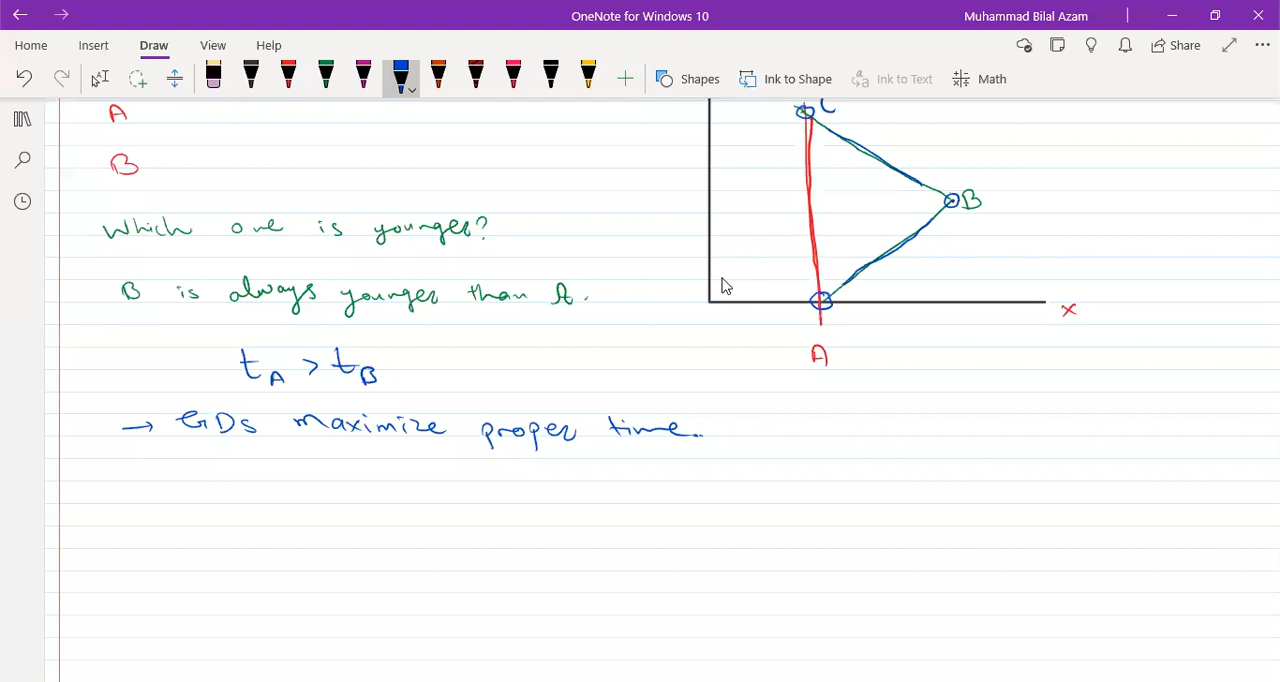 OneNote for Windows 10
Muhammad Bilal Azam
Home Insert Draw View Help
Share
Shapes Ink to Shape Ink to Text Math
A
B
Which one is younger?
B is always younger than A.
tA > tB
→ GDs maximize proper time.
C
B
x
A